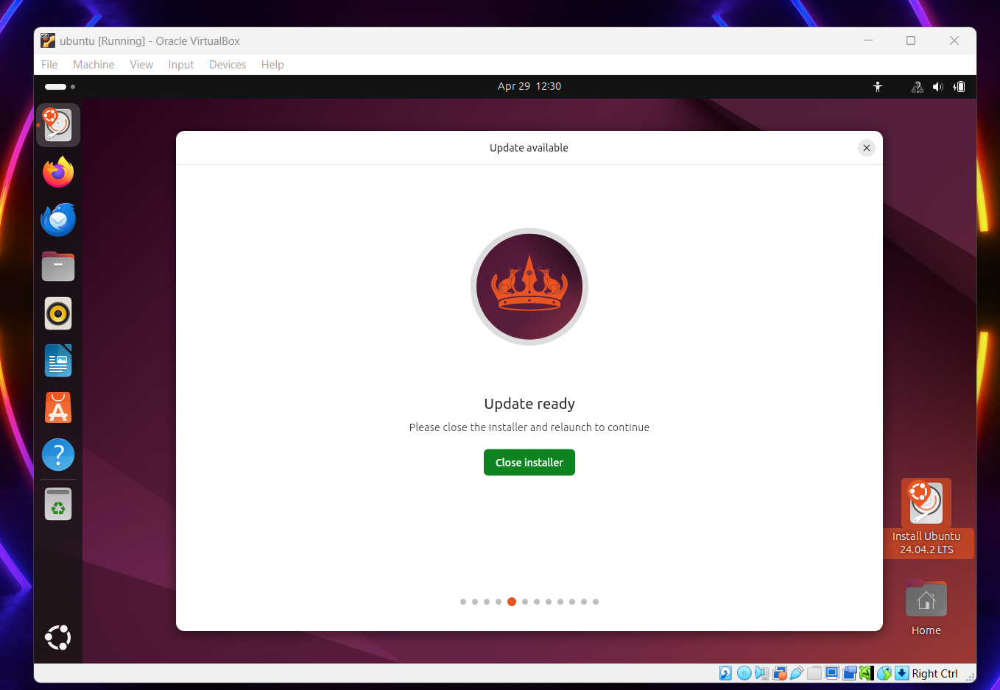 ubuntu [Running] - Oracle VirtualBox
File Machine View Input Devices Help
Apr 29 12:30
Update available
Update ready
Please close the installer and relaunch to continue
Close installer
Install Ubuntu
24.04.2 LTS
Home
Right Ctrl